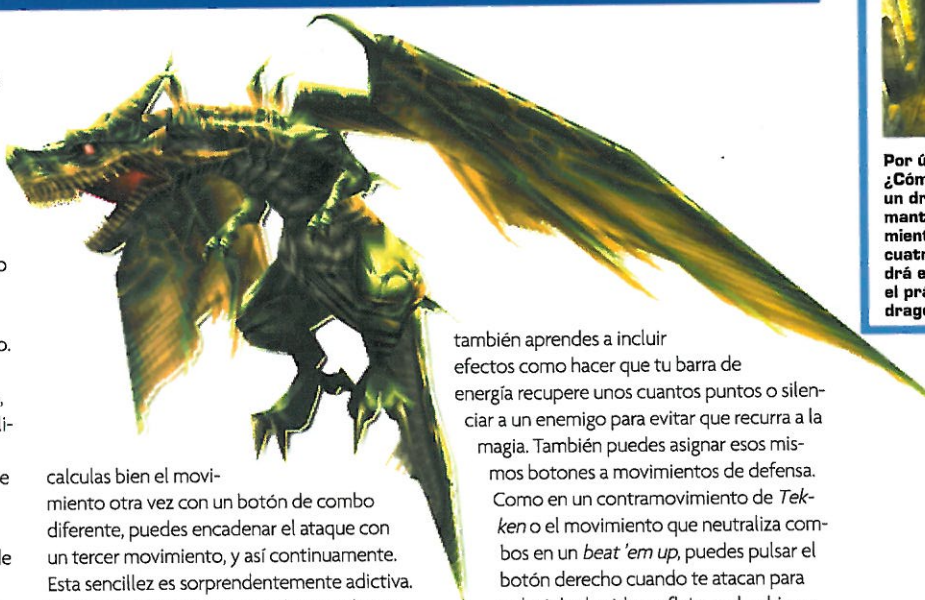 o
o.
,
li-
e
de
calculas bien el movi-
miento otra vez con un botón de combo
diferente, puedes encadenar el ataque con
un tercer movimiento, y así continuamente.
Esta sencillez es sorprendentemente adictiva.
también aprendes a incluir
efectos como hacer que tu barra de
energía recupere unos cuantos puntos o silen-
ciar a un enemigo para evitar que recurra a la
magia. También puedes asignar esos mis-
mos botones a movimientos de defensa.
Como en un contramovimiento de Tek-
ken o el movimiento que neutraliza com-
bos en un beat 'em up, puedes pulsar el
botón derecho cuando te atacan para
Por ú
¿Cóm
un dr
mant
mient
cuatr
drá e
el prá
drago